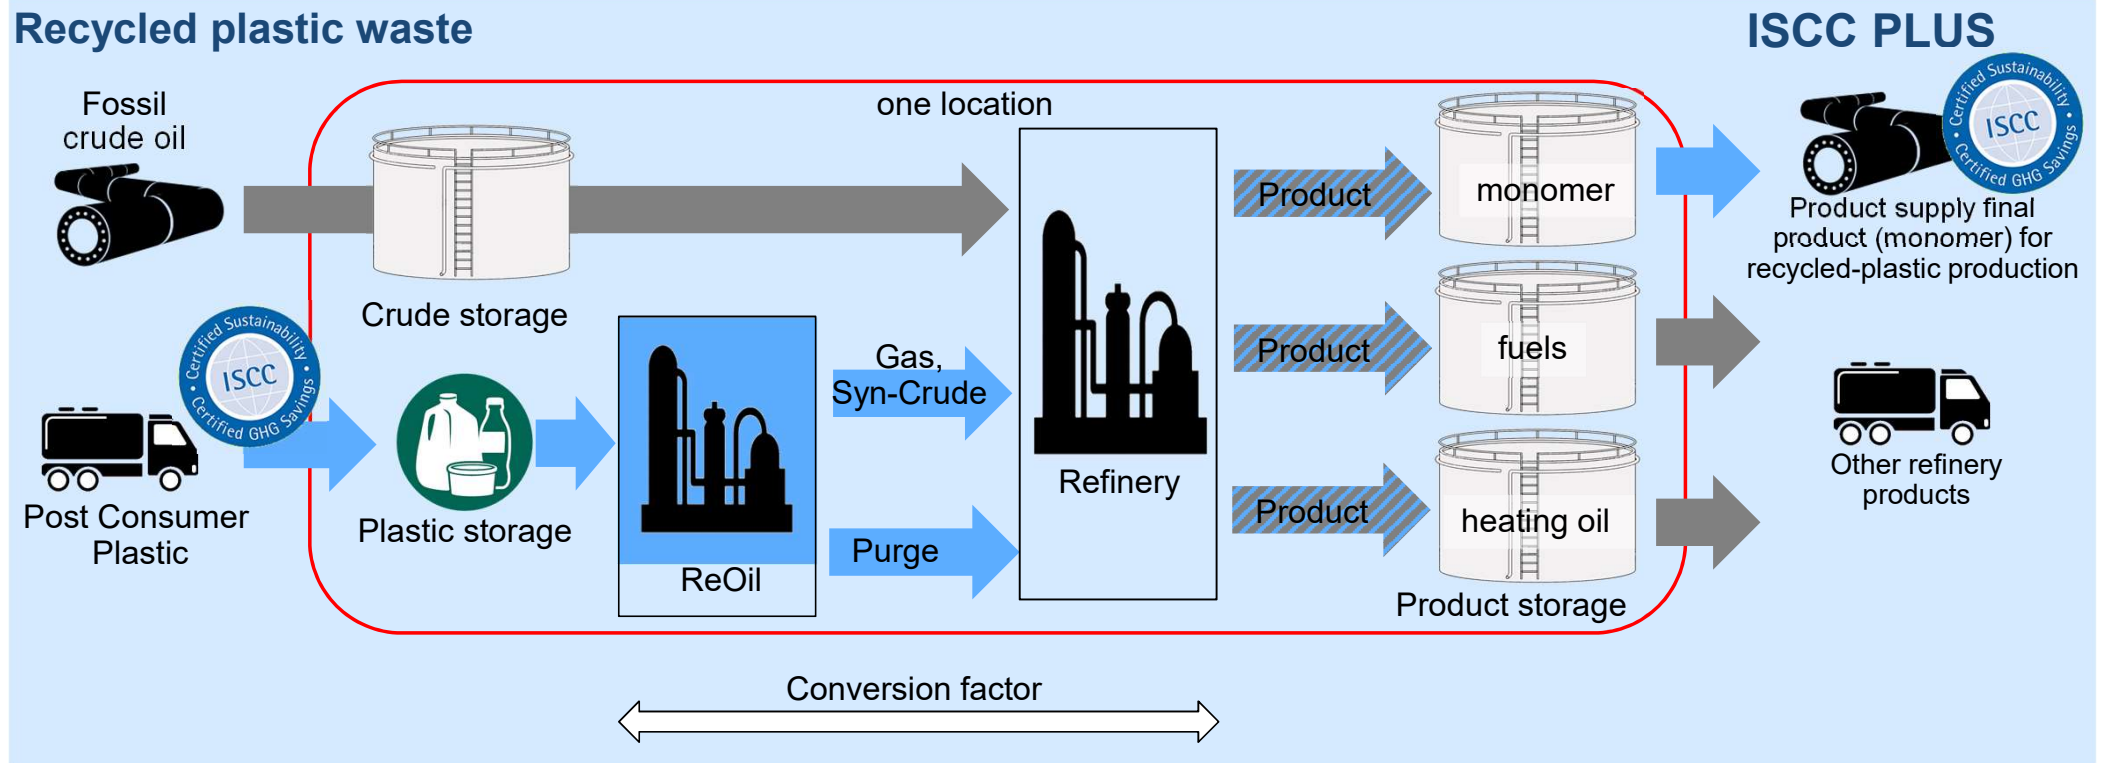 Recycled plastic waste
ISCC PLUS
Fossil
crude oil
one location
Crude storage
Certified Sustainability
ISCC
Certified GHG Savings
Post Consumer
Plastic
Plastic storage
ReOil
Gas,
Syn-Crude
Purge
Refinery
Product
Product
Product
monomer
fuels
heating oil
Product storage
Certified Sustainability
ISCC
Certified GHG Savings
Product supply final
product (monomer) for
recycled-plastic production
Other refinery
products
Conversion factor